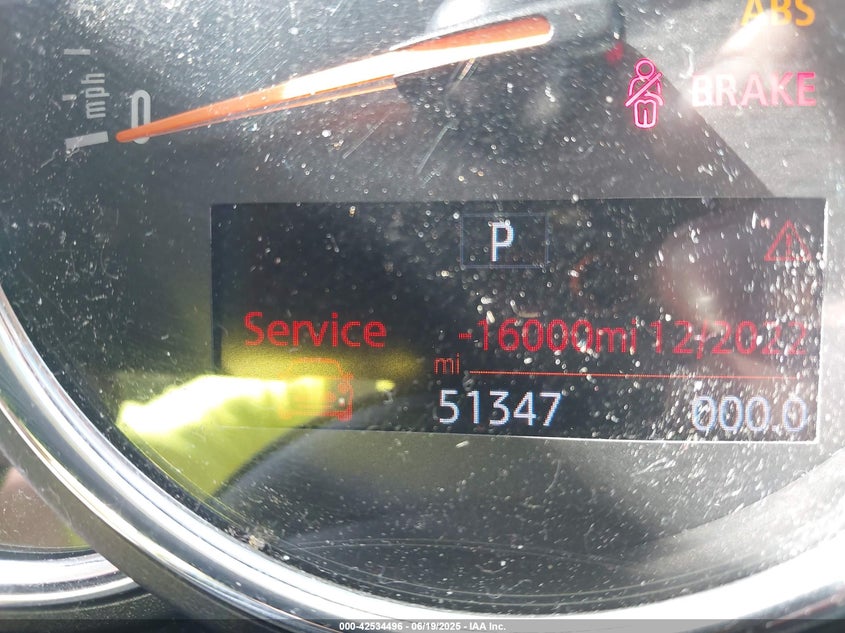 ABS
BRAKE
mph 0
P
Service -16000mi 12/2022
mi
51347 000.0
000-42534496 - 06/19/2025 - IAA Inc.